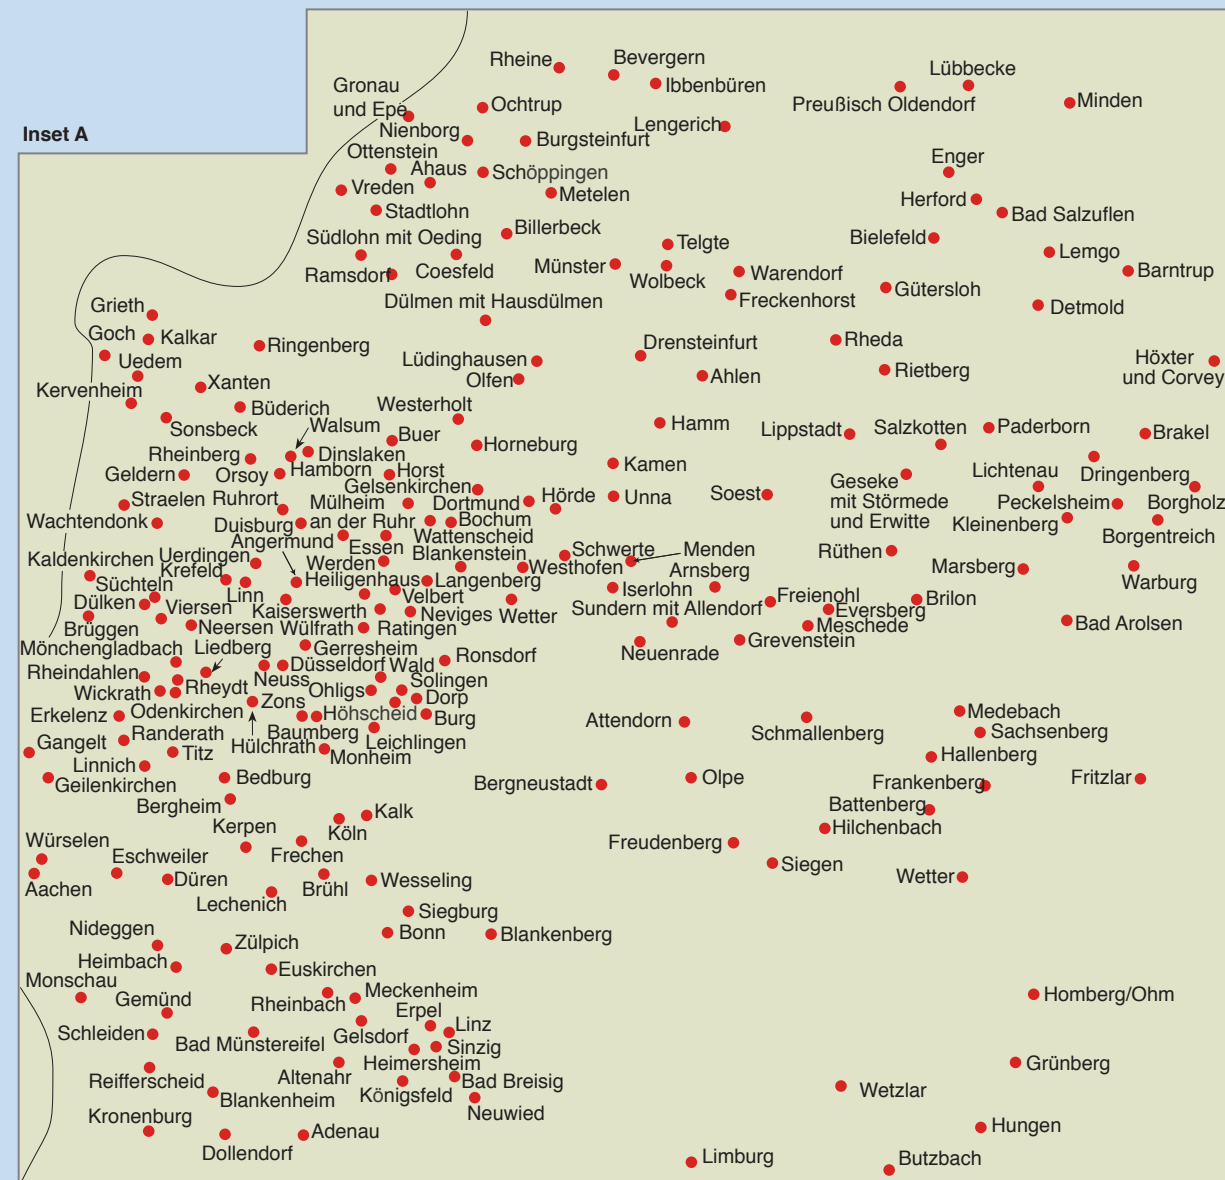 Rheine
Bevergern
Ibbenbüren
Lübbecke
Preußisch Oldendorf
Minden
Gronau
und Epe
Ochtrup
Lengerich
Inset A
Nienborg
Burgsteinfurt
Ottenstein
Ahaus
Schöppingen
Enger
Vreden
Metelen
Herford
Stadtlohn
Bad Salzuflen
Südlohn mit Oeding
Billerbeck
Telgte
Bielefeld
Lemgo
Ramsdorf
Coesfeld
Münster
Wolbeck
Warendorf
Barntrup
Dülmen mit Hausdülmen
Freckenhorst
Gütersloh
Detmold
Grieth
Goch
Kalkar
Ringenberg
Drensteinfurt
Rheda
Uedem
Lüdinghausen
Höxter
und Corvey
Kervenheim
Xanten
Olfen
Ahlen
Rietberg
Büderich
Westerholt
Sonsbeck
Walsum
Buer
Hamm
Lippstadt
Salzkotten
Paderborn
Brakel
Rheinberg
Dinslaken
Horneburg
Geldern
Orsoy
Hamborn
Horst
Kamen
Geseke
mit Störmede
und Erwitte
Lichtenau
Dringenberg
Gelsenkirchen
Straelen
Ruhrort
Mülheim
an der Ruhr
Dortmund
Hörde
Unna
Soest
Peckelsheim
Borgholz
Wachtendonk
Duisburg
Bochum
Kleinenberg
Borgentreich
Angermund
Essen
Wattenscheid
Kaldenkirchen
Uerdingen
Werden
Blankenstein
Schwerte
Menden
Rüthen
Krefeld
Westhofen
Arnsberg
Marsberg
Warburg
Süchteln
Linn
Heiligenhaus
Langenberg
Iserlohn
Dülken
Viersen
Kaiserswerth
Velbert
Freienohl
Brilon
Brüggen
Neersen
Wülfrath
Neviges
Wetter
Sundern mit Allendorf
Eversberg
Ratingen
Meschede
Bad Arolsen
Mönchengladbach
Liedberg
Gerresheim
Neuenrade
Grevenstein
Rheindahlen
Neuss
Düsseldorf
Wald
Ronsdorf
Wickrath
Rheydt
Ohligs
Solingen
Erkelenz
Odenkirchen
Zons
Höhscheid
Dorp
Burg
Attendorn
Medebach
Randerath
Baumberg
Schmallenberg
Sachsenberg
Gangelt
Titz
Hülchrath
Leichlingen
Monheim
Hallenberg
Linnich
Geilenkirchen
Bedburg
Bergneustadt
Olpe
Frankenberg
Fritzlar
Bergheim
Battenberg
Kalk
Kerpen
Köln
Hilchenbach
Würselen
Frechen
Freudenberg
Eschweiler
Siegen
Aachen
Düren
Brühl
Wesseling
Wetter
Lechenich
Siegburg
Nideggen
Zülpich
Bonn
Blankenberg
Heimbach
Euskirchen
Monschau
Meckenheim
Homberg/Ohm
Gemünd
Rheinbach
Erpel
Schleiden
Bad Münstereifel
Gelsdorf
Linz
Sinzig
Heimersheim
Grünberg
Reifferscheid
Altenahr
Königsfeld
Bad Breisig
Wetzlar
Blankenheim
Neuwied
Kronenburg
Adenau
Hungen
Dollendorf
Limburg
Butzbach